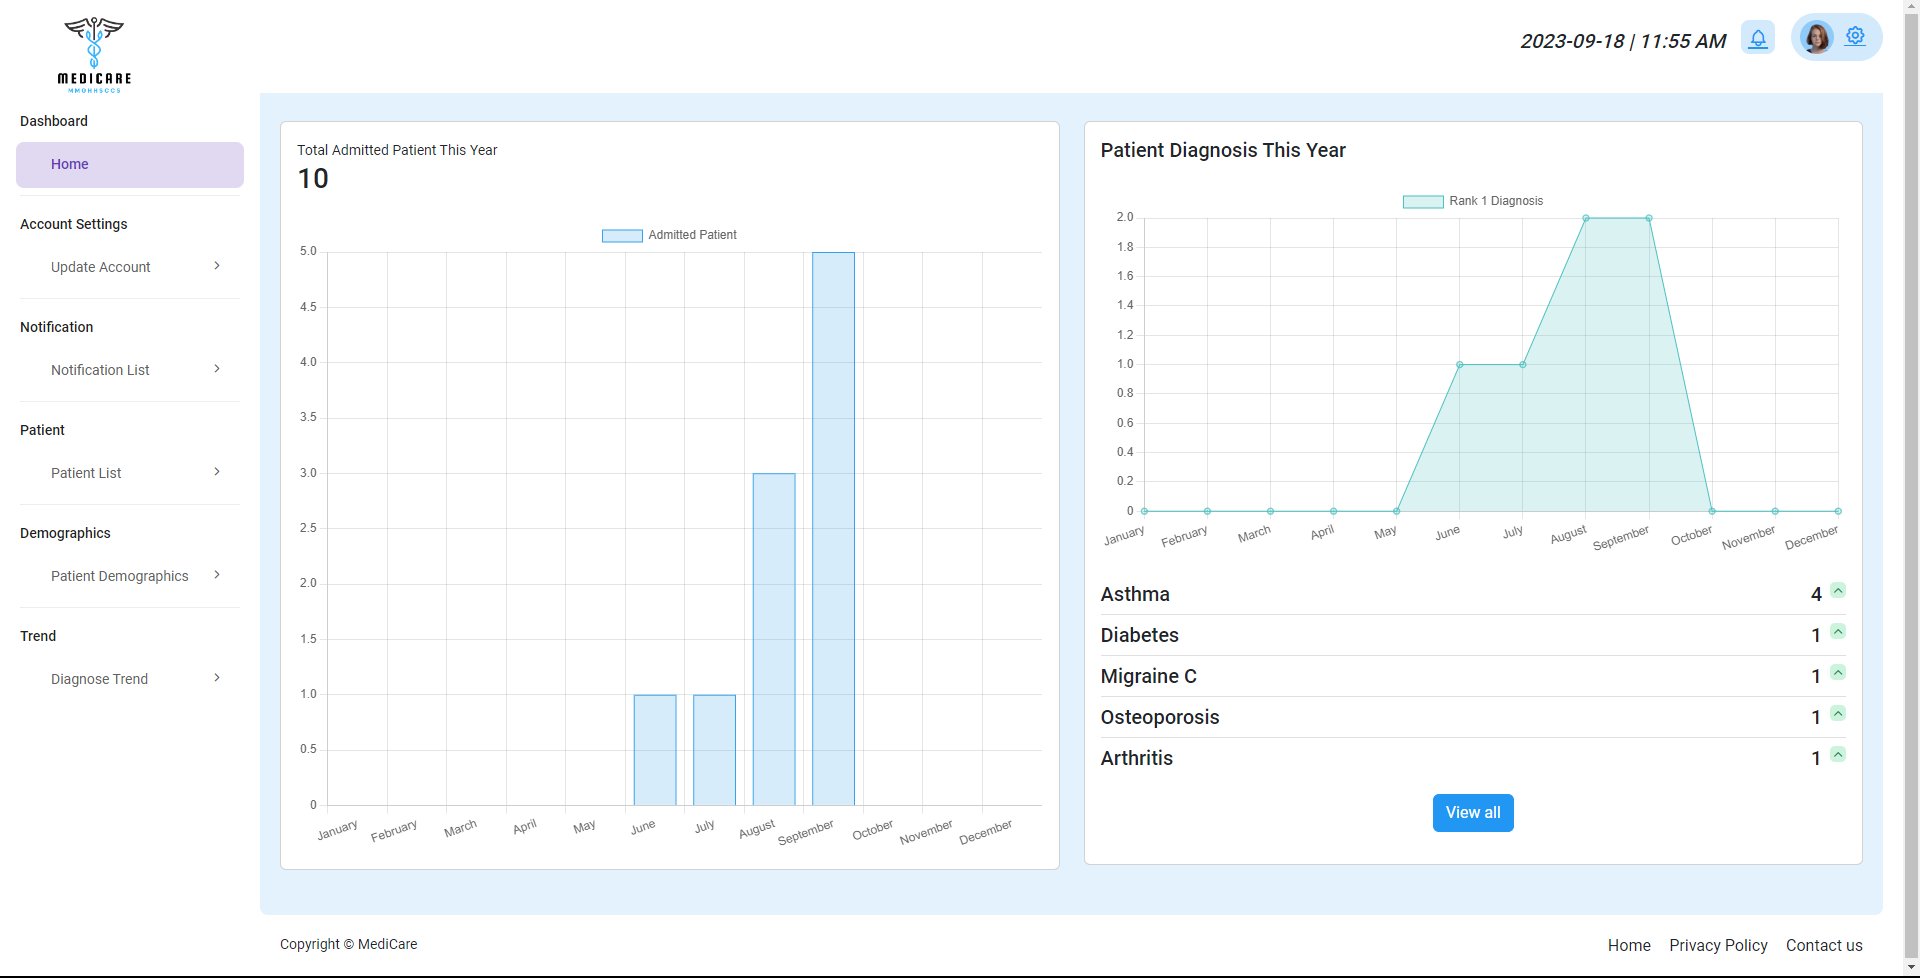 MEDICARE
MMGHHSCCS
2023-09-18 | 11:55 AM
Dashboard
Home
Account Settings
Update Account
Notification
Notification List
Patient
Patient List
Demographics
Patient Demographics
Trend
Diagnose Trend
Total Admitted Patient This Year
10
Admitted Patient
5.0
4.5
4.0
3.5
3.0
2.5
2.0
1.5
1.0
0.5
0
January February March April May June July August September October November December
Patient Diagnosis This Year
Rank 1 Diagnosis
2.0
1.8
1.6
1.4
1.2
1.0
0.8
0.6
0.4
0.2
0
January February March April May June July August September October November December
Asthma 4
Diabetes 1
Migraine C 1
Osteoporosis 1
Arthritis 1
View all
Copyright © MediCare
Home Privacy Policy Contact us